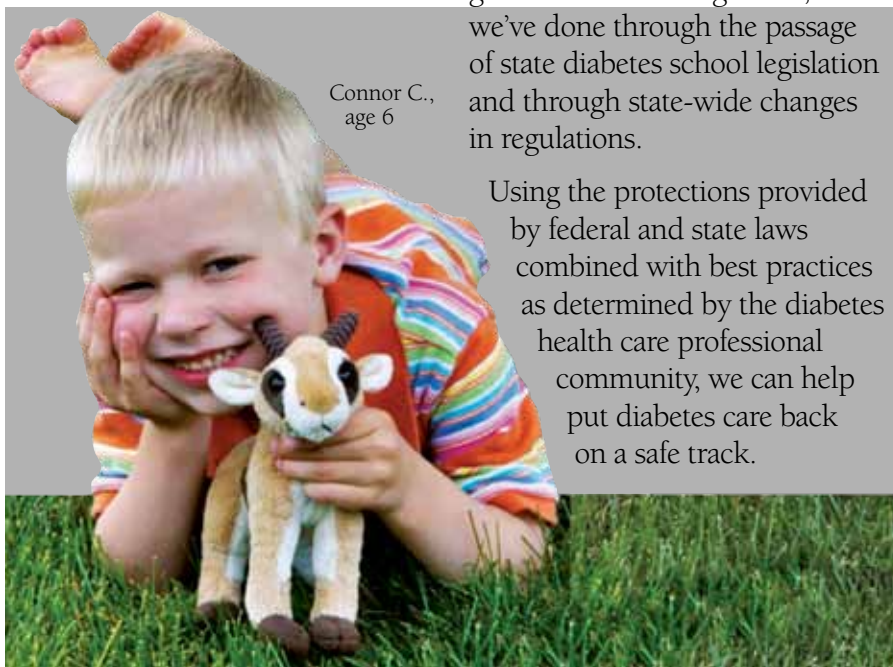 we've done through the passage
of state diabetes school legislation
and through state-wide changes
in regulations.
Connor C.,
age 6
Using the protections provided
by federal and state laws
combined with best practices
as determined by the diabetes
health care professional
community, we can help
put diabetes care back
on a safe track.